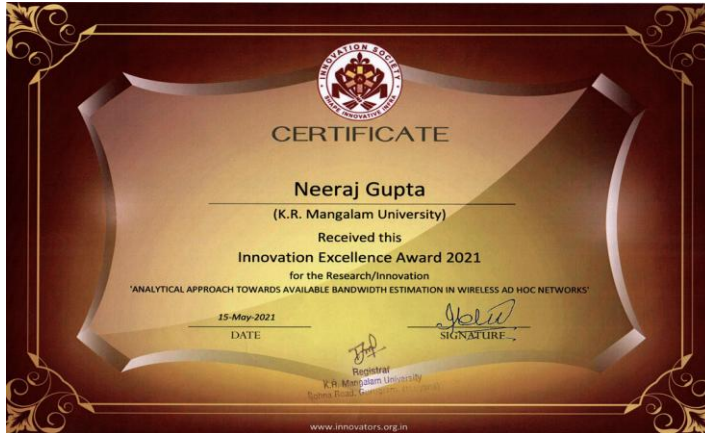 INNOVATION SOCIETY
SHAPE INNOVATIVE INFRA
CERTIFICATE
Neeraj Gupta
(K.R. Mangalam University)
Received this
Innovation Excellence Award 2021
for the Research/Innovation
'ANALYTICAL APPROACH TOWARDS AVAILABLE BANDWIDTH ESTIMATION IN WIRELESS AD HOC NETWORKS'
15-May-2021
DATE
SIGNATURE
Registrar
K.R. Mangalam University
Road,
www.innovators.org.in